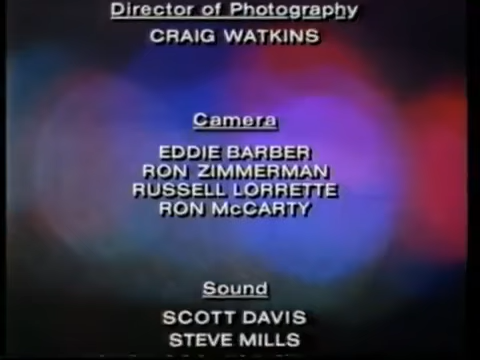 Director of Photography
CRAIG WATKINS
Camera
EDDIE BARBER
RON ZIMMERMAN
RUSSELL LORRETTE
RON McCARTY
Sound
SCOTT DAVIS
STEVE MILLS